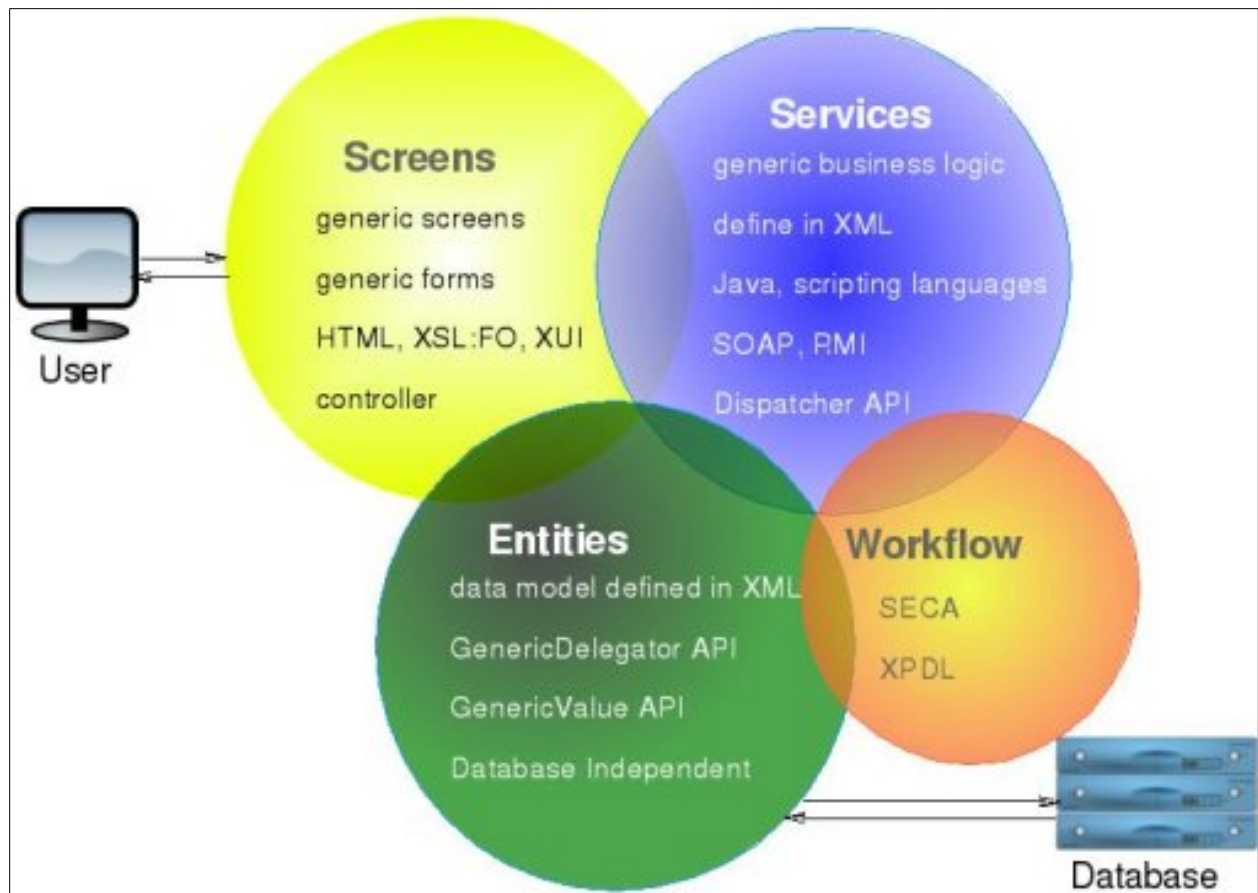 Screens
generic screens
generic forms
HTML, XSL:FO, XUI
controller
Services
generic business logic
define in XML
Java, scripting languages
SOAP, RMI
Dispatcher API
User
Entities
data model defined in XML
GenericDelegator API
GenericValue API
Database Independent
Workflow
SECA
XPDL
Database